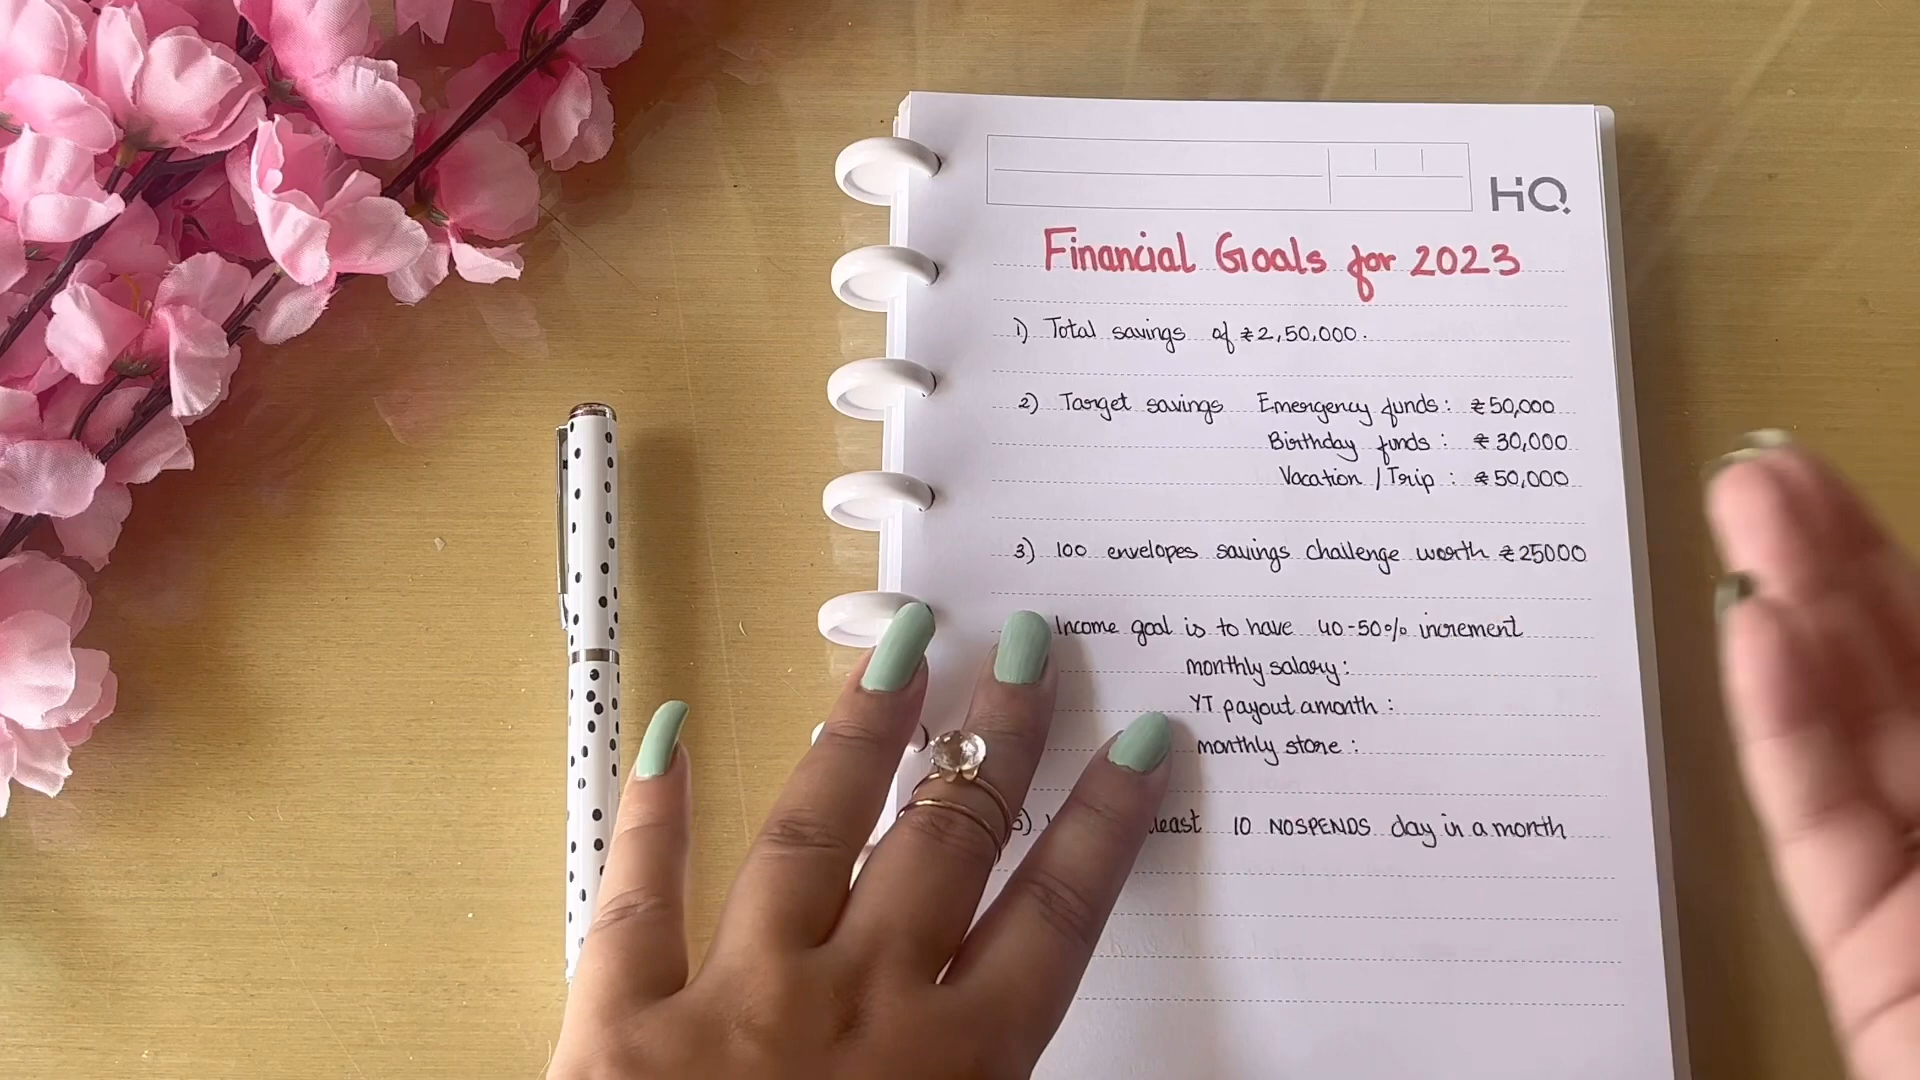 HQ
Financial Goals for 2023
1) Total savings of ₹2,50,000.
2) Target savings Emergency funds: ₹50,000
Birthday funds: ₹30,000
Vacation / Trip: ₹50,000
3) 100 envelopes savings challenge worth ₹25000
Income goal is to have 40-50% increment
monthly salary:
YT payout a month:
monthly store:
5) least 10 NOSPENDS day in a month